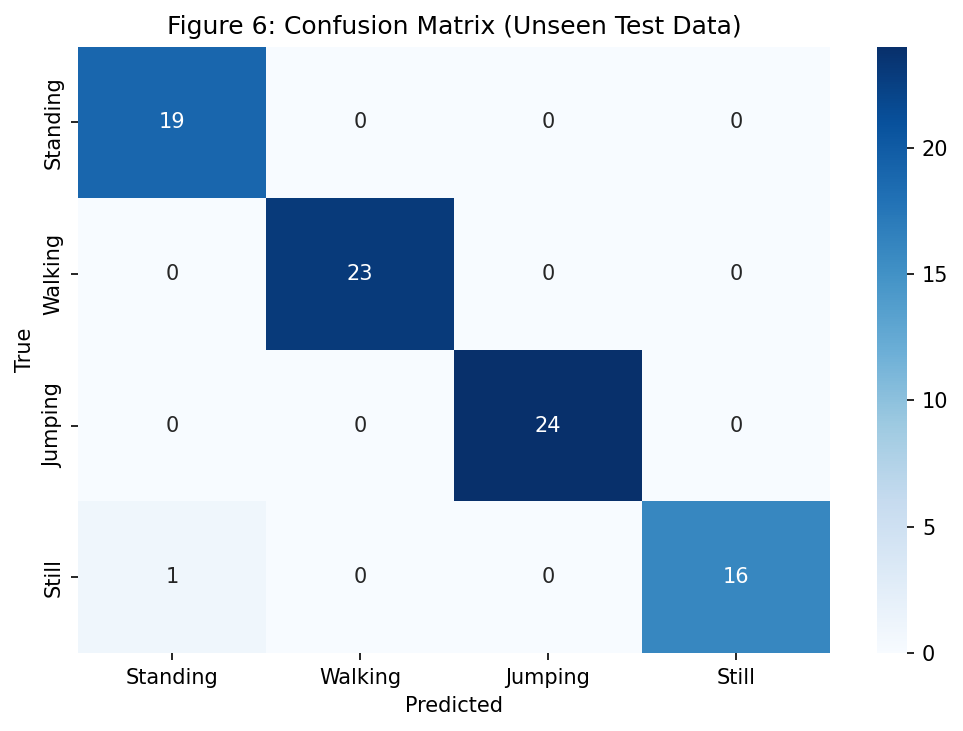 Figure 6: Confusion Matrix (Unseen Test Data)
True
Standing
19 0 0 0
Walking
0 23 0 0
Jumping
0 0 24 0
Still
1 0 0 16
Standing Walking Jumping Still
Predicted
20
15
10
5
0